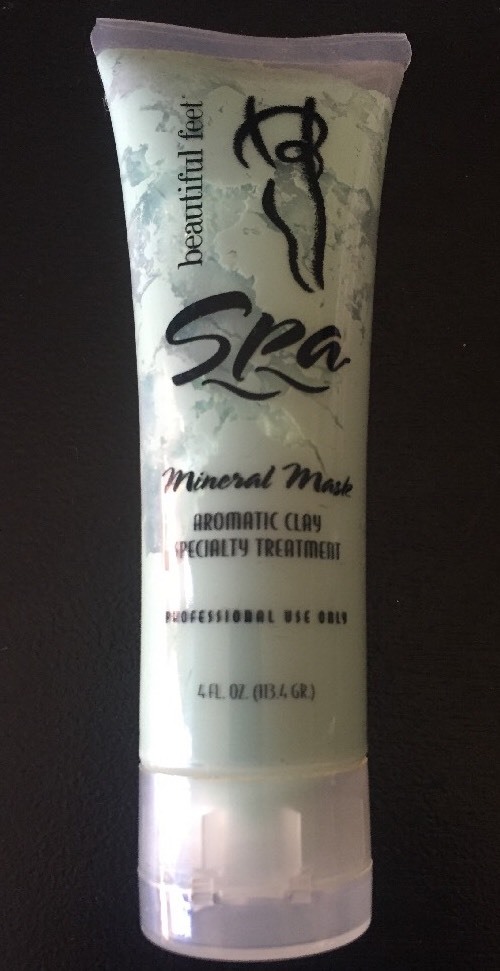 beautiful feet
Spa
Mineral Mask
AROMATIC CLAY
SPECIALTY TREATMENT
PROFESSIONAL USE ONLY
4 FL. OZ. (113.4 GR.)